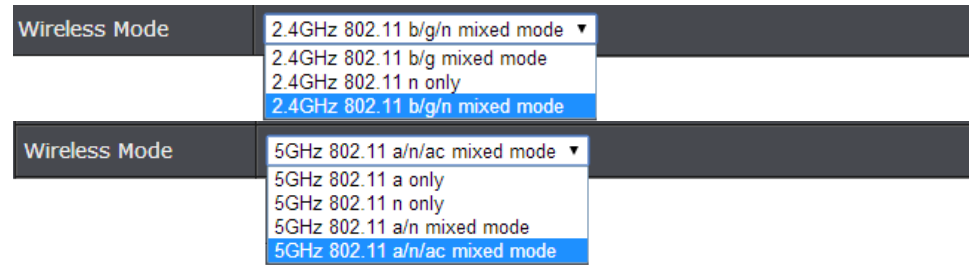 Wireless Mode 2.4GHz 802.11 b/g/n mixed mode
2.4GHz 802.11 b/g mixed mode
2.4GHz 802.11 n only
2.4GHz 802.11 b/g/n mixed mode
Wireless Mode 5GHz 802.11 a/n/ac mixed mode
5GHz 802.11 a only
5GHz 802.11 n only
5GHz 802.11 a/n mixed mode
5GHz 802.11 a/n/ac mixed mode